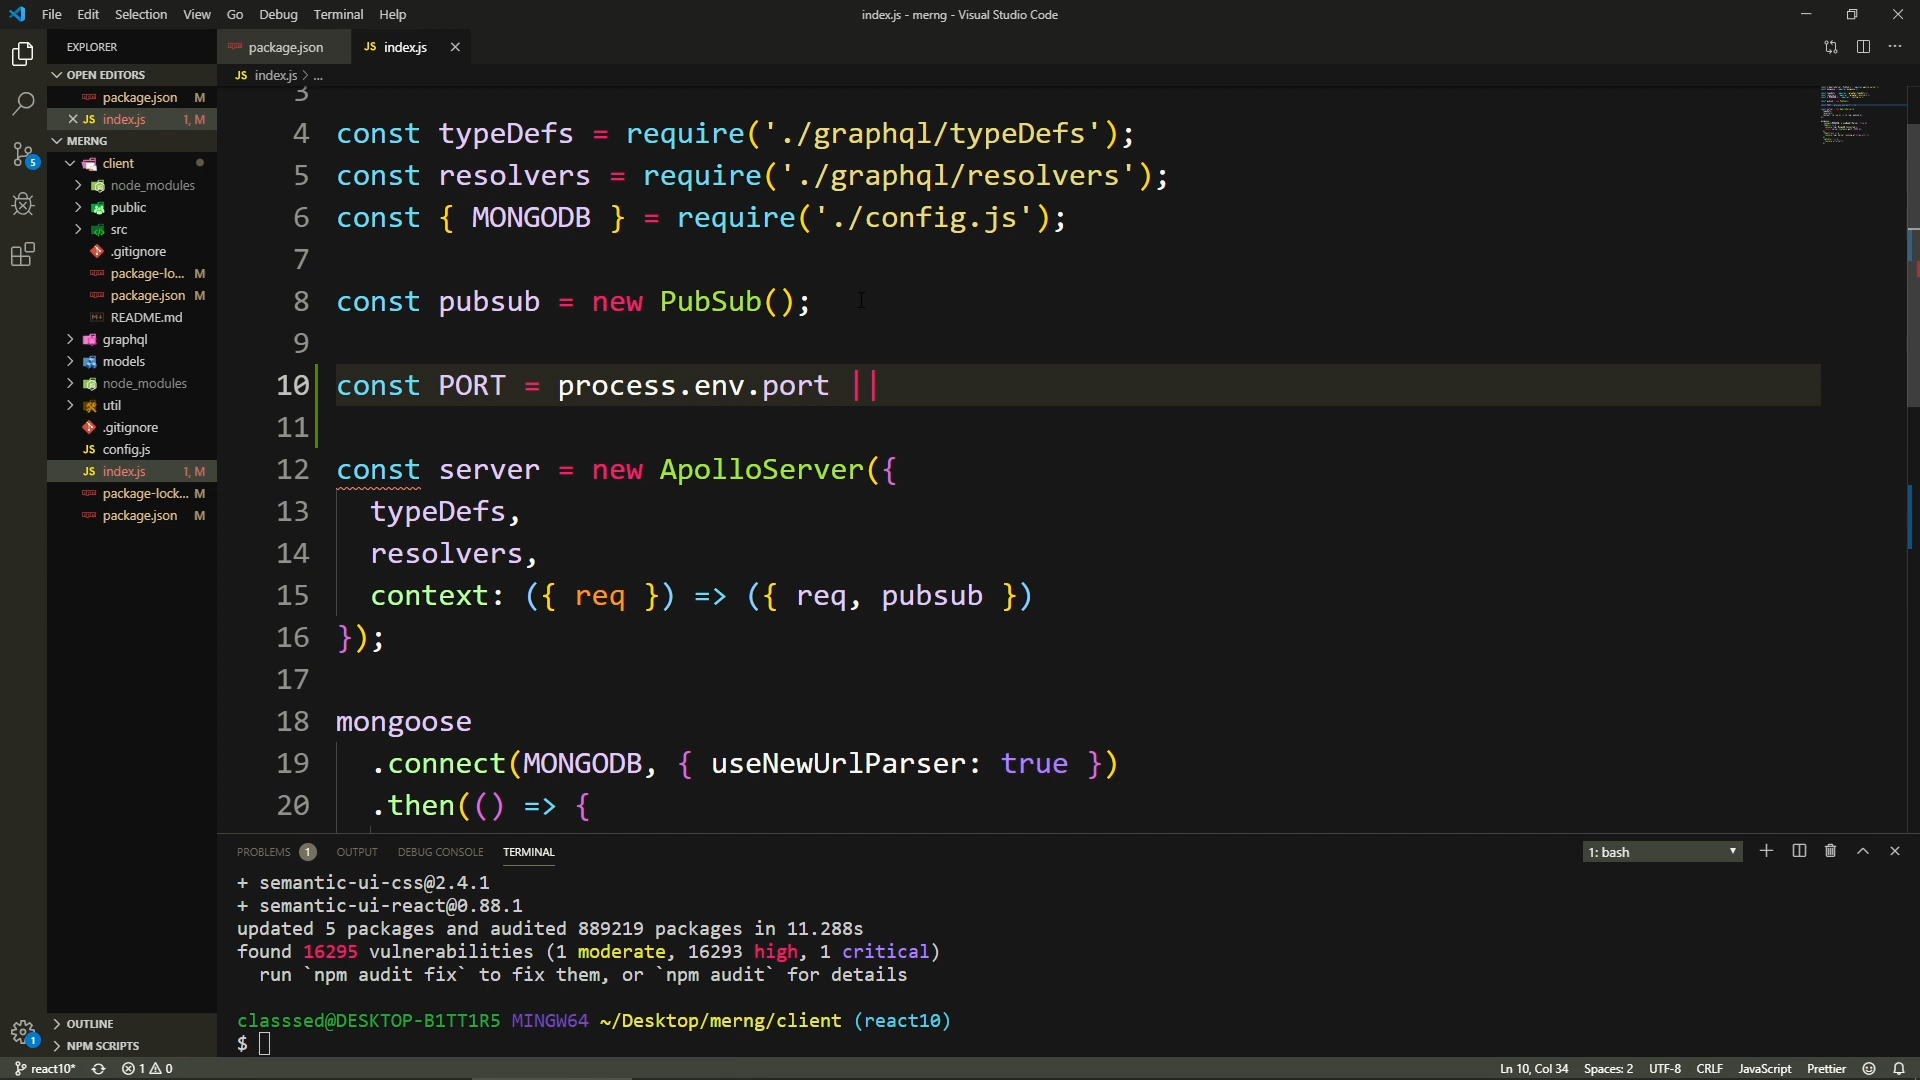 File Edit Selection View Go Debug Terminal Help
index.js - merng - Visual Studio Code
EXPLORER
package.json
JS index.js
OPEN EDITORS
package.json M
JS index.js 1, M
JS index.js > ...
MERNG
client
node_modules
public
src
.gitignore
package-lo... M
package.json M
README.md
graphql
models
node_modules
util
.gitignore
JS config.js
JS index.js 1, M
package-lock... M
package.json M
OUTLINE
NPM SCRIPTS
5
1
3
4 const typeDefs = require('./graphql/typeDefs');
5 const resolvers = require('./graphql/resolvers');
6 const { MONGODB } = require('./config.js');
7
8 const pubsub = new PubSub();
9
10 const PORT = process.env.port ||
11
12 const server = new ApolloServer({
13 typeDefs,
14 resolvers,
15 context: ({ req }) => ({ req, pubsub })
16 });
17
18 mongoose
19 .connect(MONGODB, { useNewUrlParser: true })
20 .then(() => {
PROBLEMS 1 OUTPUT DEBUG CONSOLE TERMINAL
1: bash
+ semantic-ui-css@2.4.1
+ semantic-ui-react@0.88.1
updated 5 packages and audited 889219 packages in 11.288s
found 16295 vulnerabilities (1 moderate, 16293 high, 1 critical)
run `npm audit fix` to fix them, or `npm audit` for details
classsed@DESKTOP-B1TT1R5 MINGW64 ~/Desktop/merng/client (react10)
$
react10* 1 0
Ln 10, Col 34 Spaces: 2 UTF-8 CRLF JavaScript Prettier